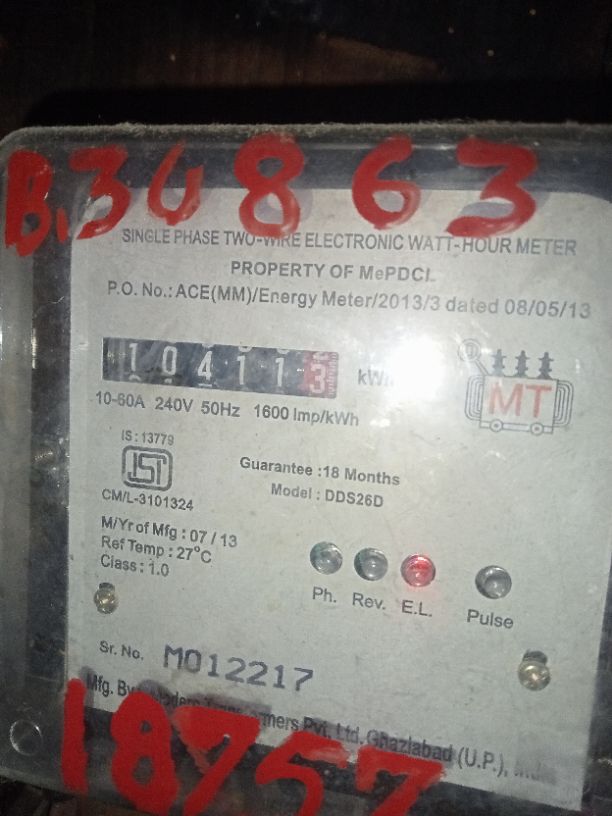 B.30863
SINGLE PHASE TWO-WIRE ELECTRONIC WATT-HOUR METER
PROPERTY OF MePDCL
P.O. No.: ACE(MM)/Energy Meter/2013/3 dated 08/05/13
104113 kWh
10-60A 240V 50Hz 1600 Imp/kWh
MT
IS : 13779
ISI
CM/L-3101324
Guarantee :18 Months
Model : DDS26D
M/Yr of Mfg : 07 / 13
Ref Temp : 27°C
Class : 1.0
Ph. Rev. E.L. Pulse
Sr. No. M012217
Mfg. By Modern Transformers Pvt. Ltd. Ghaziabad (U.P.),
18757